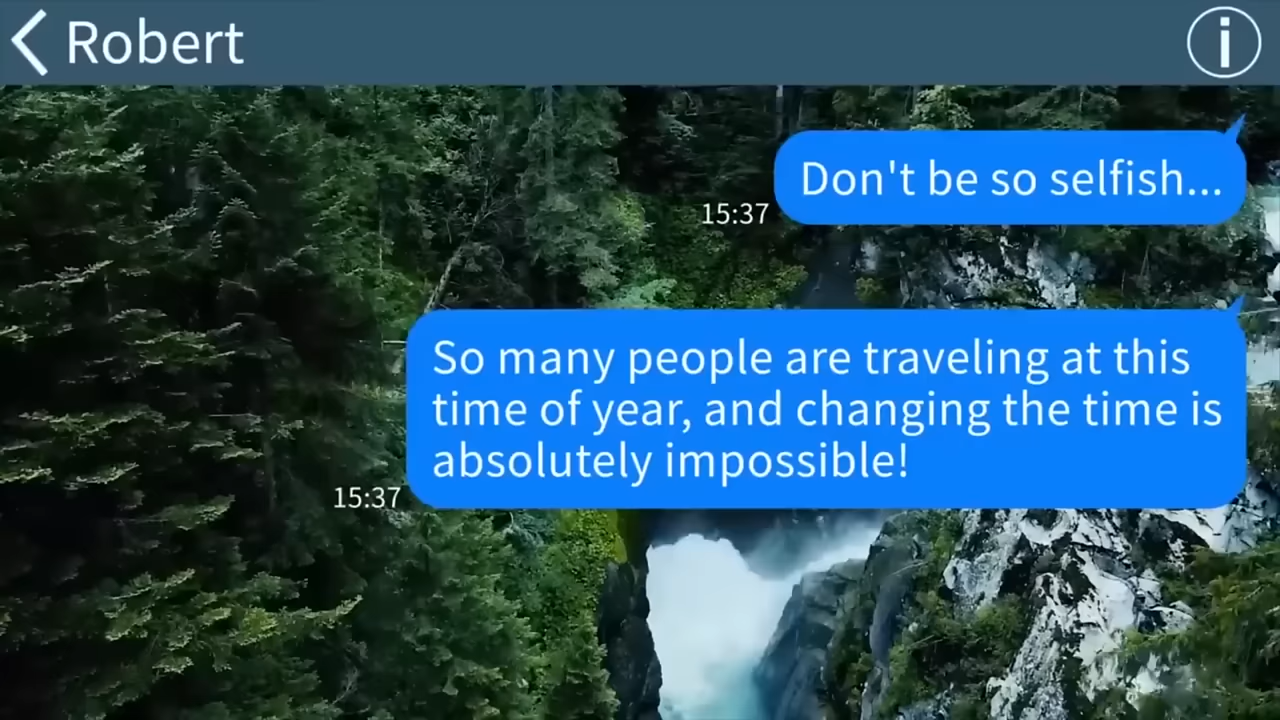 Robert
Don't be so selfish...
15:37
So many people are traveling at this
time of year, and changing the time is
absolutely impossible!
15:37